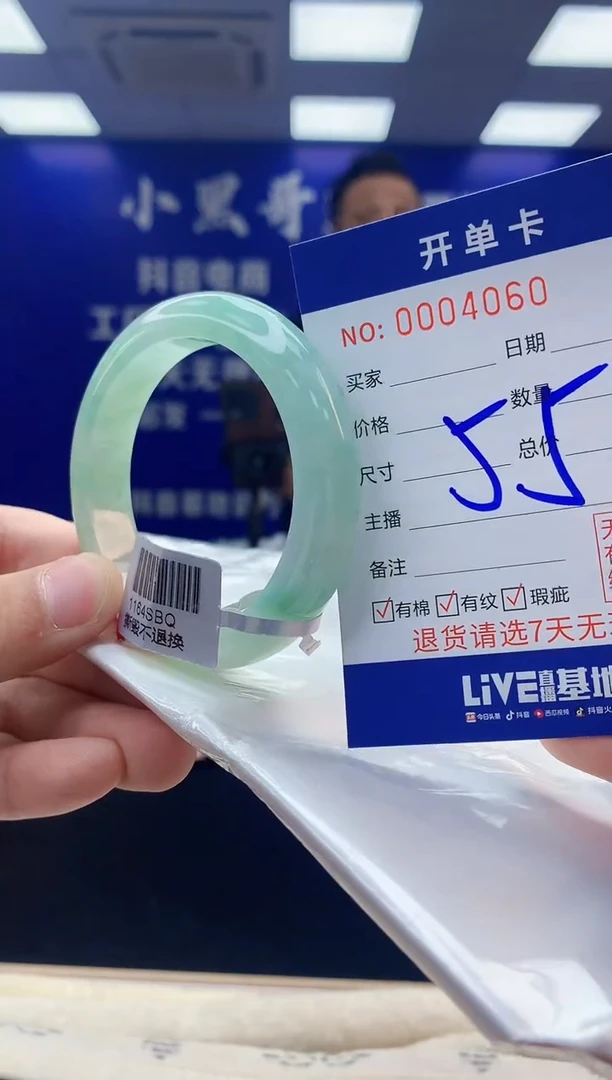 小黑哥
抖音电商
开单卡
NO: 0004060
日期
买家
价格
数量
55
尺寸
总价
主播
备注
有棉 有纹 瑕疵
退货请选7天无
LiVE直播基地
今日头条 抖音 西瓜视频 抖音火
1164SBQ
撕毁不退换